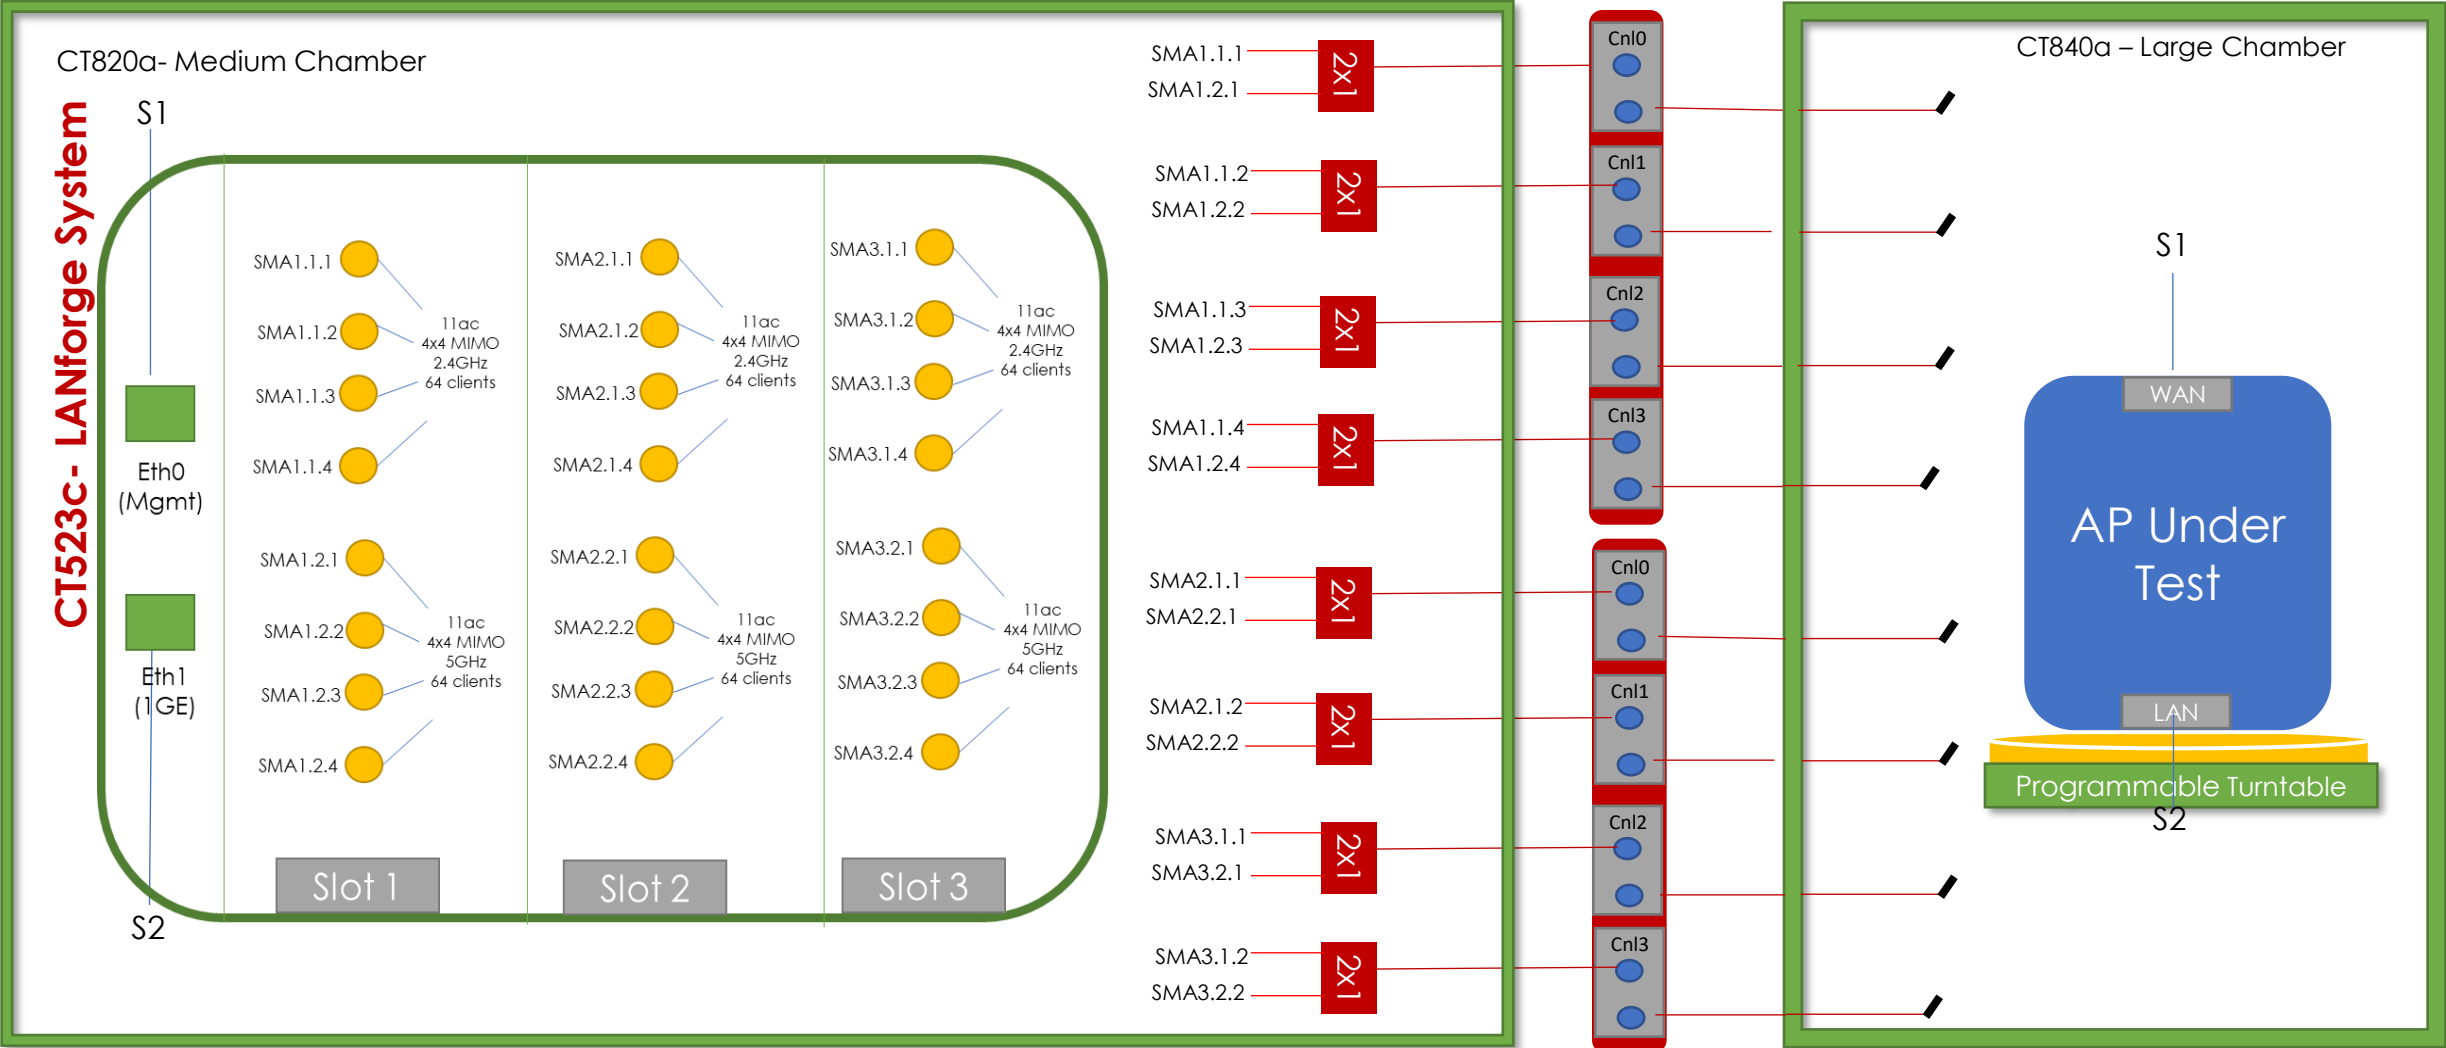 CT820a- Medium Chamber
CT523c- LANforge System
S1
Eth0
(Mgmt)
Eth1
(1GE)
S2
SMA1.1.1
SMA1.1.2
SMA1.1.3
SMA1.1.4
11ac
4x4 MIMO
2.4GHz
64 clients
SMA1.2.1
SMA1.2.2
SMA1.2.3
SMA1.2.4
11ac
4x4 MIMO
5GHz
64 clients
Slot 1
SMA2.1.1
SMA2.1.2
SMA2.1.3
SMA2.1.4
11ac
4x4 MIMO
2.4GHz
64 clients
SMA2.2.1
SMA2.2.2
SMA2.2.3
SMA2.2.4
11ac
4x4 MIMO
5GHz
64 clients
Slot 2
SMA3.1.1
SMA3.1.2
SMA3.1.3
SMA3.1.4
11ac
4x4 MIMO
2.4GHz
64 clients
SMA3.2.1
SMA3.2.2
SMA3.2.3
SMA3.2.4
11ac
4x4 MIMO
5GHz
64 clients
Slot 3
SMA1.1.1
SMA1.2.1
2x1
SMA1.1.2
SMA1.2.2
2x1
SMA1.1.3
SMA1.2.3
2x1
SMA1.1.4
SMA1.2.4
2x1
SMA2.1.1
SMA2.2.1
2x1
SMA2.1.2
SMA2.2.2
2x1
SMA3.1.1
SMA3.2.1
2x1
SMA3.1.2
SMA3.2.2
2x1
Cnl0
Cnl1
Cnl2
Cnl3
Cnl0
Cnl1
Cnl2
Cnl3
CT840a – Large Chamber
S1
WAN
AP Under
Test
LAN
Programmable Turntable
S2